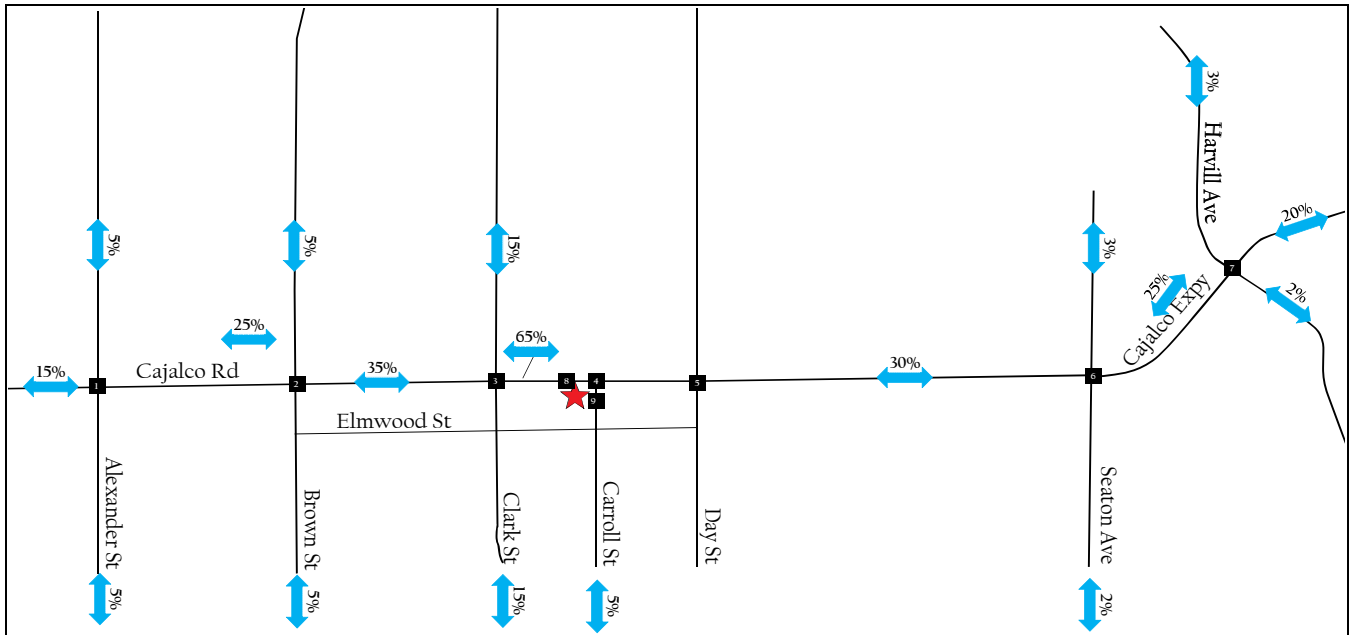 3%
Harvill Ave
20%
5%
5%
15%
3%
7
25%
2%
Cajalco Expy
25%
65%
15%
Cajalco Rd
35%
30%
1
2
3
8
4
5
6
9
Elmwood St
Alexander St
Brown St
Clark St
Carroll St
Day St
Seaton Ave
5%
5%
15%
5%
2%